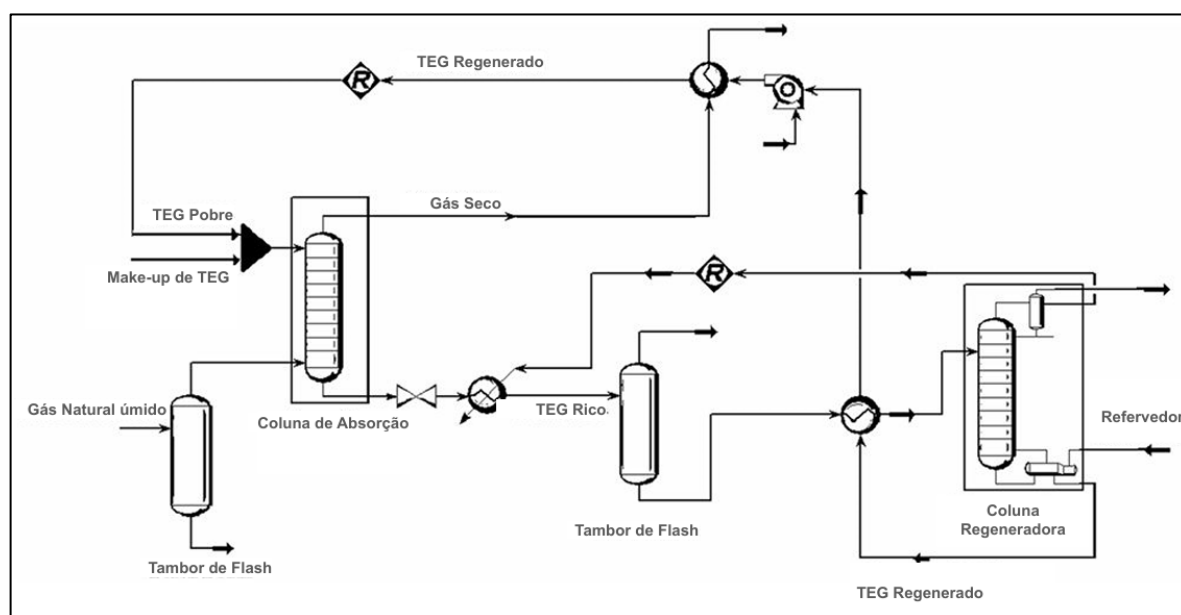 TEG Regenerado
R
TEG Pobre
Gás Seco
Make-up de TEG
R
Gás Natural úmido
Coluna de Absorção
TEG Rico.
Refervedor
Tambor de Flash
Coluna
Regeneradora
Tambor de Flash
TEG Regenerado